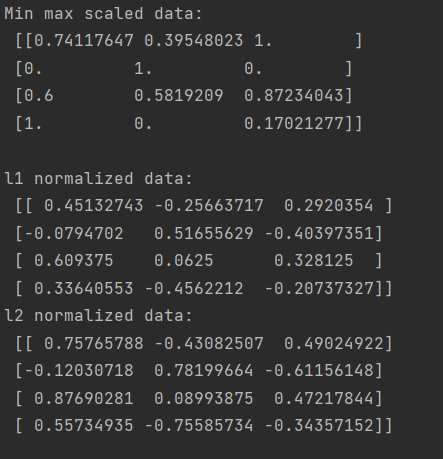 Min max scaled data:
 [[0.74117647 0.39548023 1.        ]
 [0.         1.         0.        ]
 [0.6        0.5819209  0.87234043]
 [1.         0.         0.17021277]]

l1 normalized data:
 [[ 0.45132743 -0.25663717  0.2920354 ]
 [-0.0794702   0.51655629 -0.40397351]
 [ 0.609375    0.0625      0.328125  ]
 [ 0.33640553 -0.4562212  -0.20737327]]
l2 normalized data:
 [[ 0.75765788 -0.43082507  0.49024922]
 [-0.12030718  0.78199664 -0.61156148]
 [ 0.87690281  0.08993875  0.47217844]
 [ 0.55734935 -0.75585734 -0.34357152]]